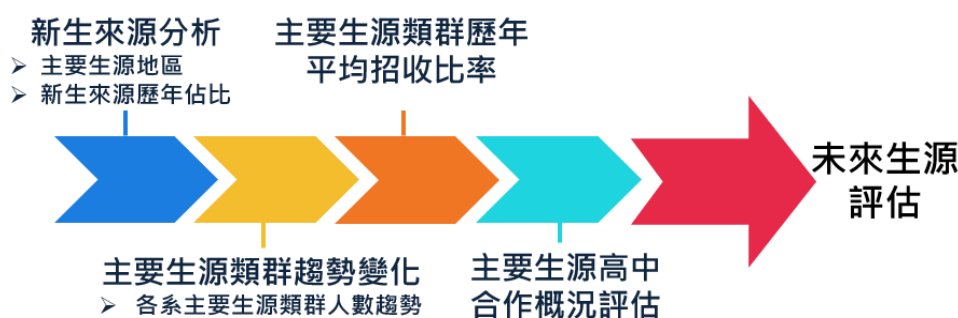 新生來源分析
➢ 主要生源地區
➢ 新生來源歷年佔比
主要生源類群趨勢變化
➢ 各系主要生源類群人數趨勢
主要生源類群歷年
平均招收比率
主要生源高中
合作概況評估
未來生源
評估